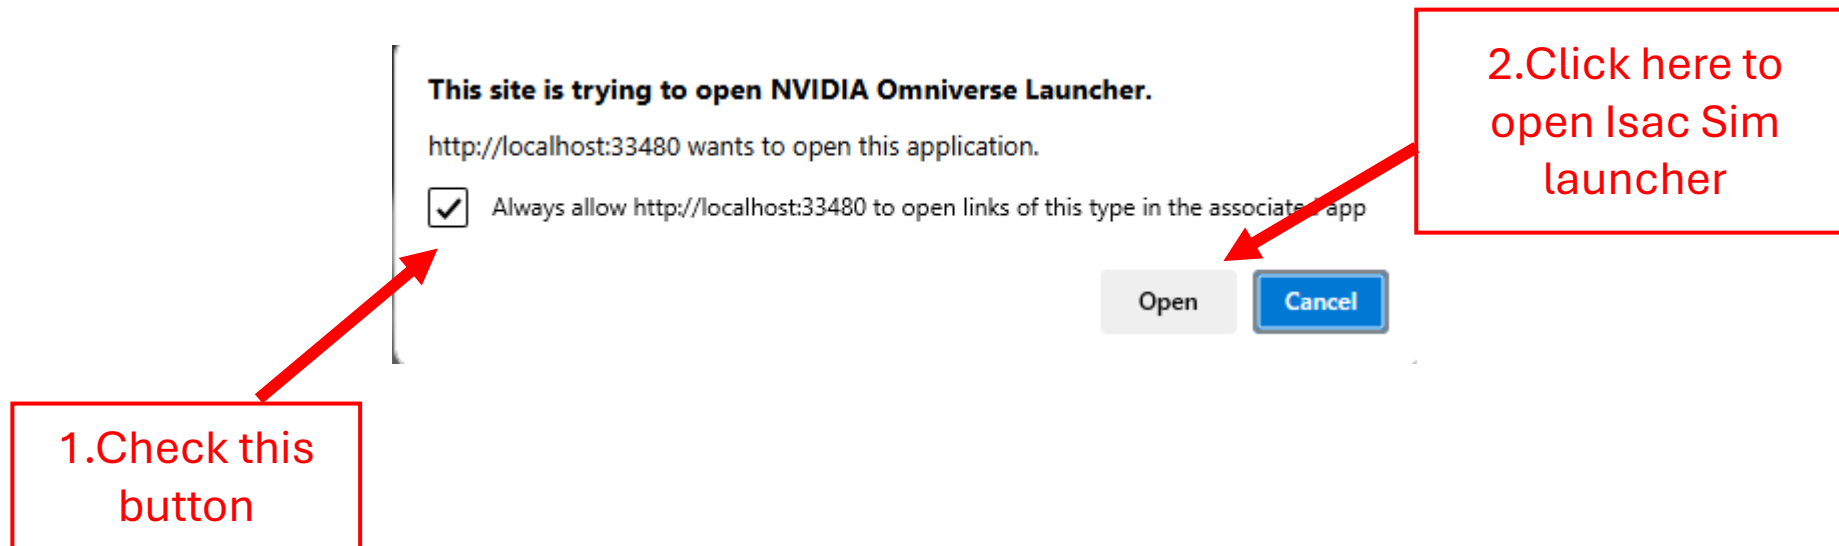 This site is trying to open NVIDIA Omniverse Launcher.
http://localhost:33480 wants to open this application.
Always allow http://localhost:33480 to open links of this type in the associated app
Open
Cancel
1.Check this
button
2.Click here to
open Isac Sim
launcher